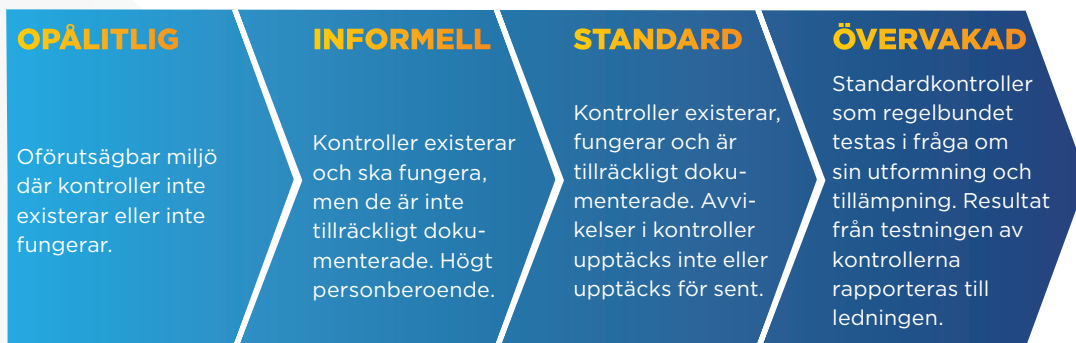 OPÅLITLIG
Oförutsägbar miljö
där kontroller inte
existerar eller inte
fungerar.
INFORMELL
Kontroller existerar
och ska fungera,
men de är inte
tillräckligt doku-
menterade. Högt
personberoende.
STANDARD
Kontroller existerar,
fungerar och är
tillräckligt doku-
menterade. Avvi-
kelser i kontroller
upptäcks inte eller
upptäcks för sent.
ÖVERVAKAD
Standardkontroller
som regelbundet
testas i fråga om
sin utformning och
tillämpning. Resultat
från testningen av
kontrollerna
rapporteras till
ledningen.